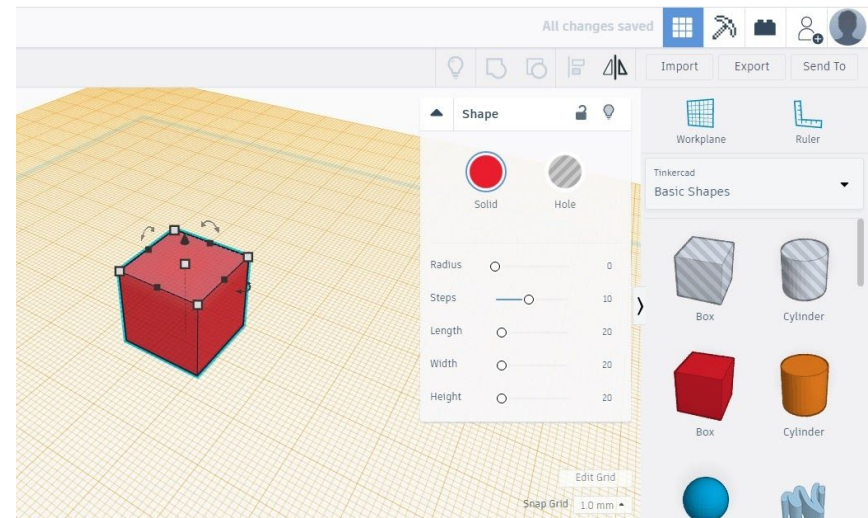 All changes saved
Import Export Send To
Shape
Workplane Ruler
Solid Hole
Tinkercad
Basic Shapes
Radius 0
Steps 10
Length 20
Width 20
Height 20
Box Cylinder
Box Cylinder
Edit Grid
Snap Grid 1.0 mm